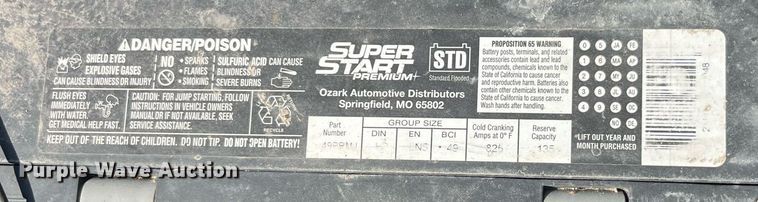 DANGER/POISON
SHIELD EYES
EXPLOSIVE GASES
CAN CAUSE BLINDNESS OR INJURY
NO
• SPARKS
• FLAMES
• SMOKING
SULFURIC ACID CAN CAUSE
BLINDNESS OR
SEVERE BURNS
FLUSH EYES
IMMEDIATELY
WITH WATER.
GET MEDICAL HELP FAST.
CAUTION: FOR JUMP STARTING, FOLLOW
INSTRUCTIONS IN VEHICLE OWNERS
MANUAL OR IF NOT AVAILABLE, SEEK
SERVICE ASSISTANCE.
RECYCLE
KEEP OUT OF THE REACH OF CHILDREN. DO NOT TIP. DO NOT OPEN BATTERY.
SUPER
START
PREMIUM
STD
Standard Flooded
Ozark Automotive Distributors
Springfield, MO 65802
Part
Number
GROUP SIZE
DIN
EN
BCI
Cold Cranking
Amps at 0° F
Reserve
Capacity
49
825
135
PROPOSITION 65 WARNING
Battery posts, terminals, and related
accessories contain lead and lead
compounds, chemicals known to the
State of California to cause cancer
and reproductive harm. Batteries also
contain other chemicals known to the
State of California to cause cancer.
Wash hands after handling.
*LIFT OUT YEAR AND
MONTH PURCHASED
48
Purple Wave Auction